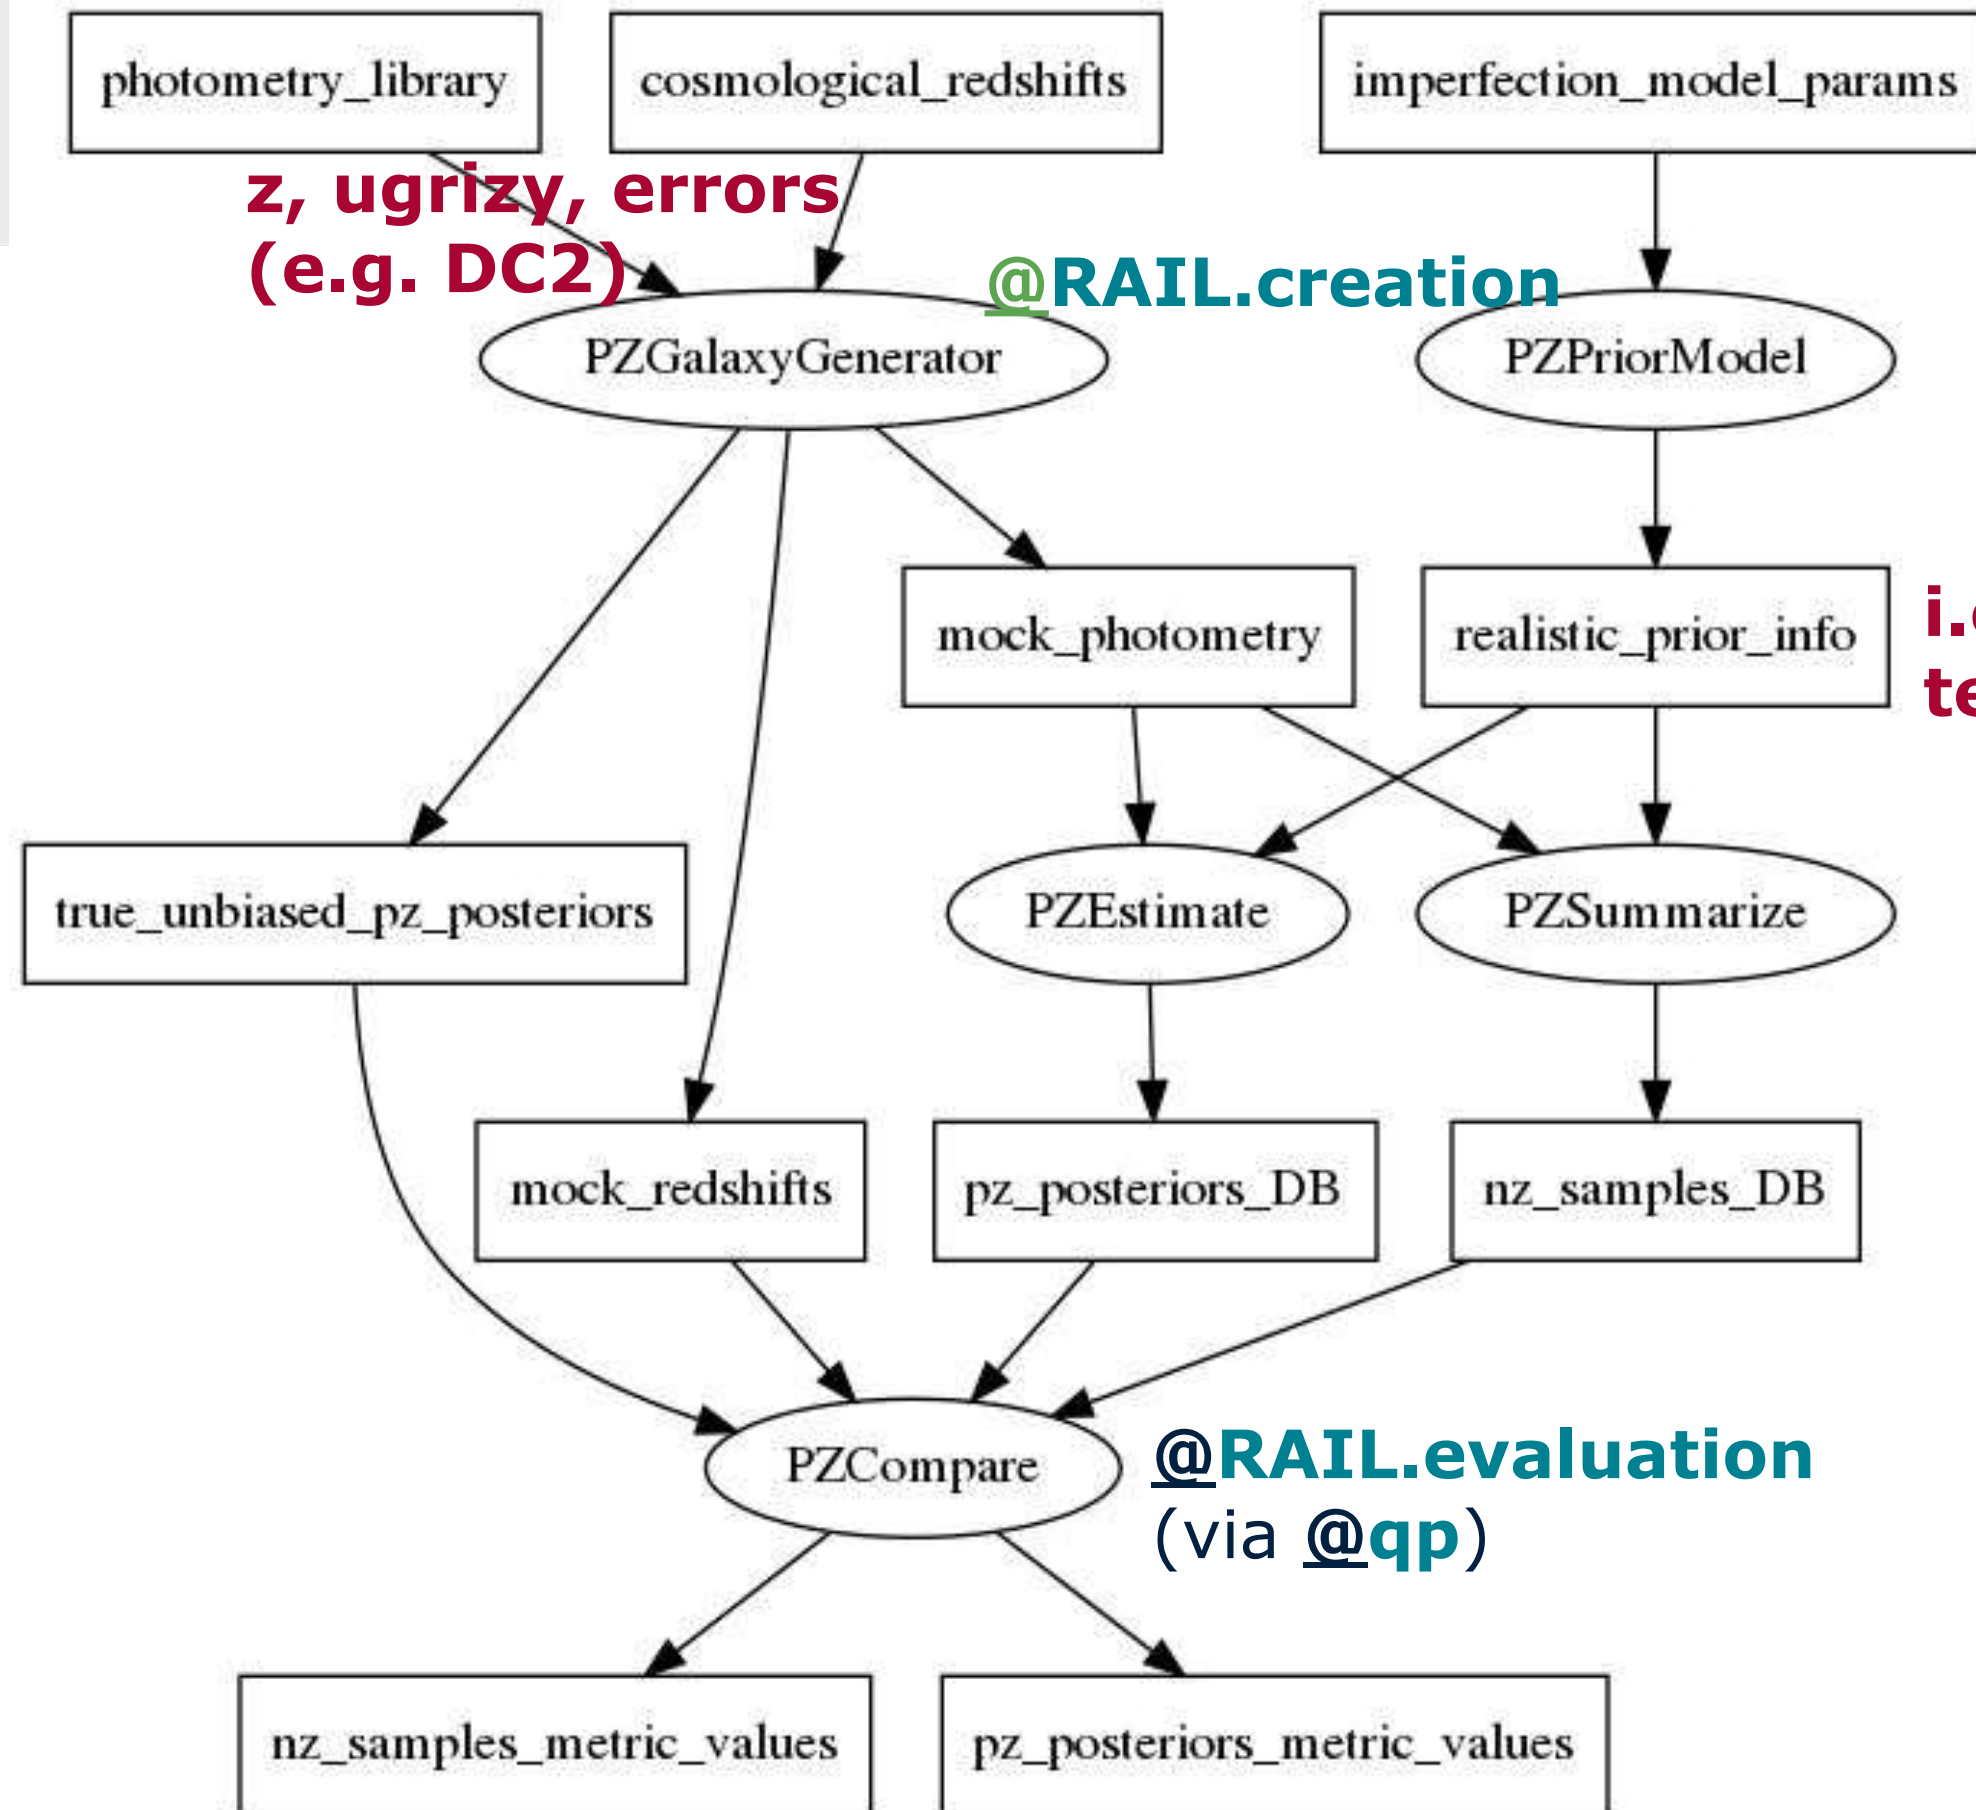 photometry_library
cosmological_redshifts
imperfection_model_params
z, ugrizy, errors
(e.g. DC2)
@RAIL.creation
PZGalaxyGenerator
PZPriorModel
mock_photometry
realistic_prior_info
true_unbiased_pz_posteriors
PZEstimate
PZSummarize
mock_redshifts
pz_posteriors_DB
nz_samples_DB
PZCompare
@RAIL.evaluation
(via @qp)
nz_samples_metric_values
pz_posteriors_metric_values